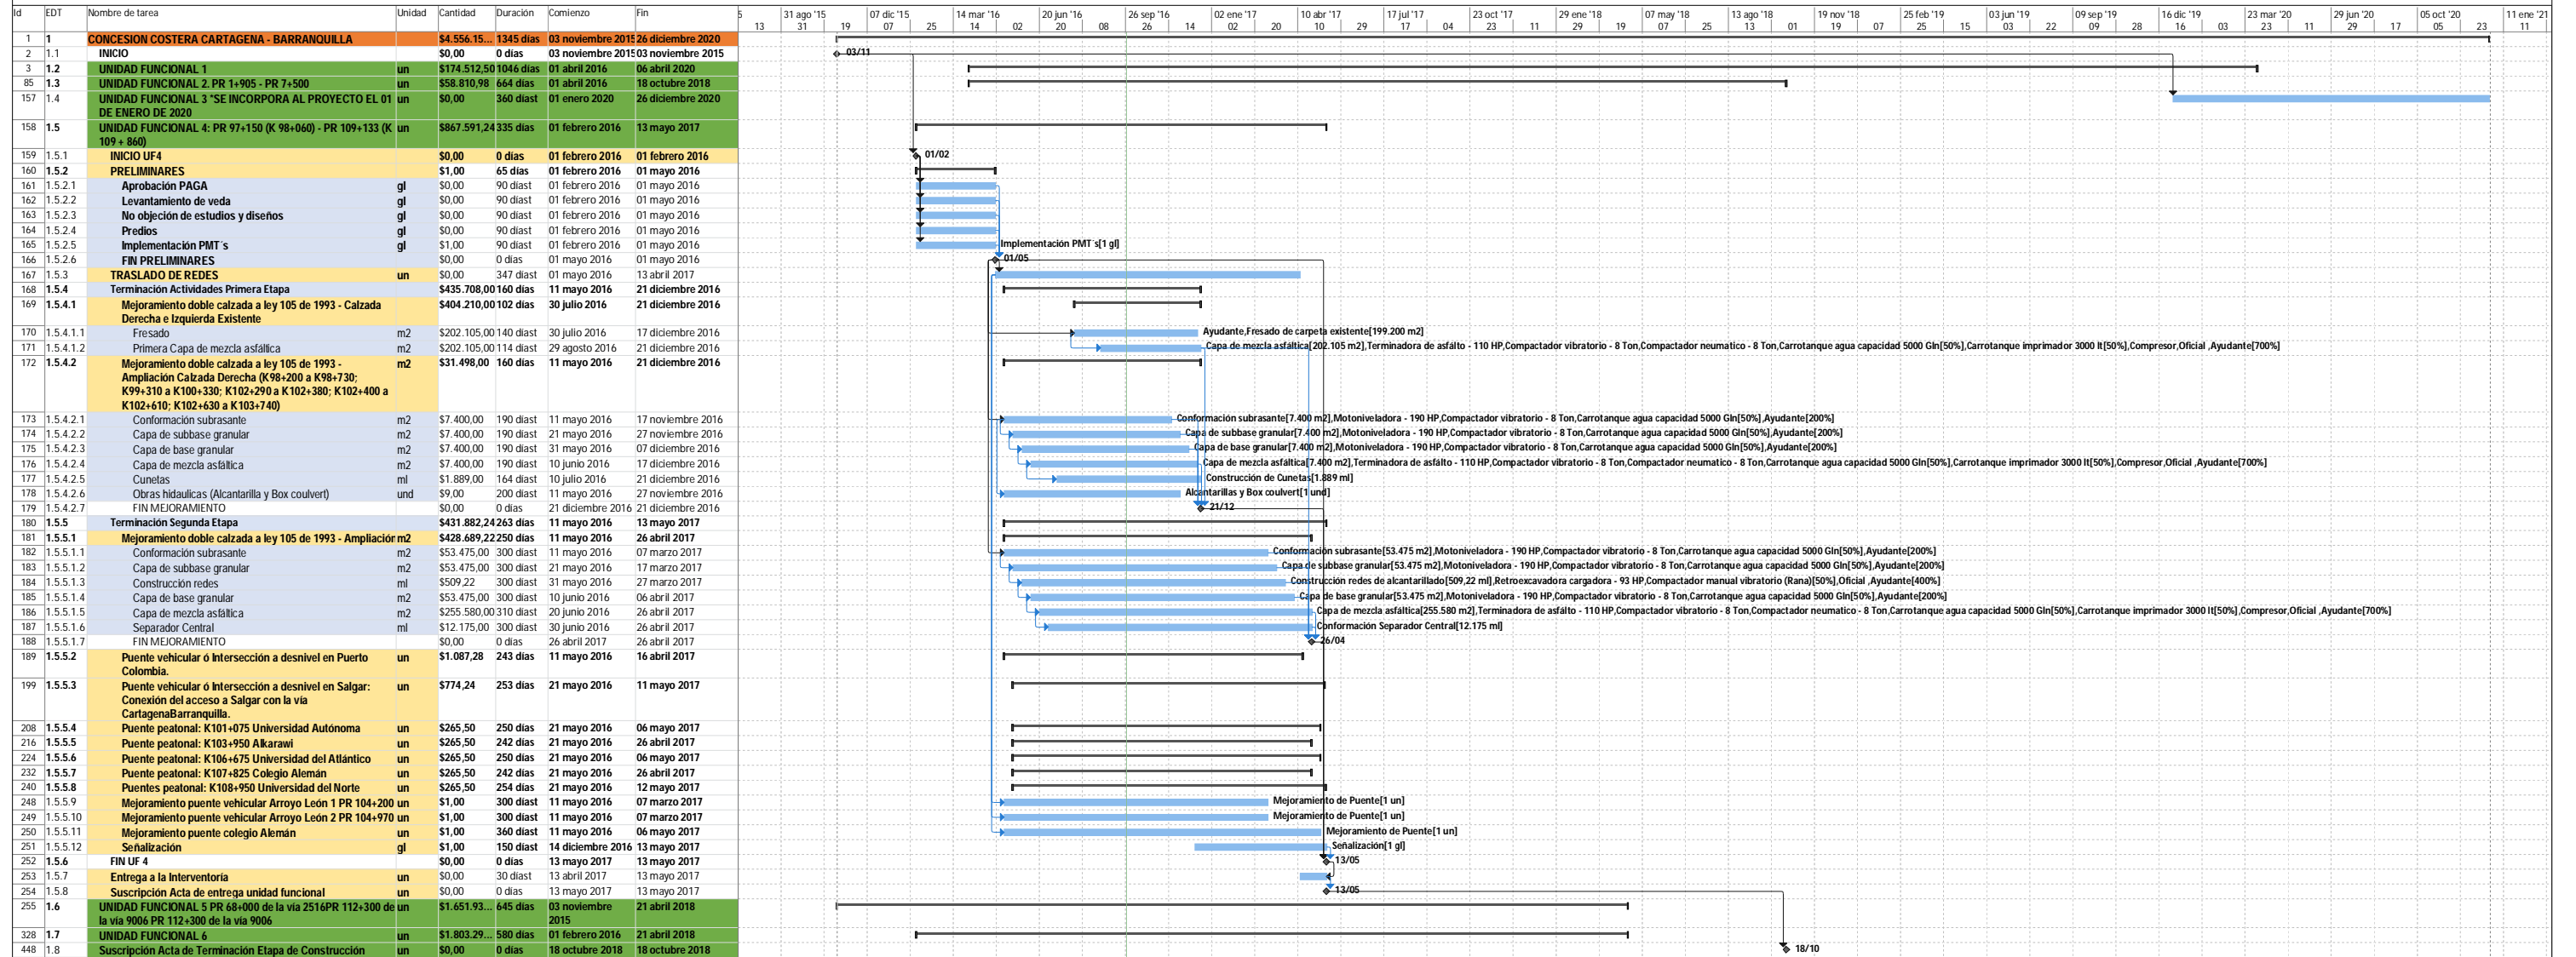 Id EDT Nombre de tarea Unidad Cantidad Duración Comienzo Fin
5 31 ago '15 07 dic '15 14 mar '16 20 jun '16 26 sep '16 02 ene '17 10 abr '17 17 jul '17 23 oct '17 29 ene '18 07 may '18 13 ago '18 19 nov '18 25 feb '19 03 jun '19 09 sep '19 16 dic '19 23 mar '20 29 jun '20 05 oct '20 11 ene '21
13 31 19 07 25 14 02 20 08 26 14 02 20 10 29 17 04 23 11 29 19 07 25 13 01 19 07 25 15 03 22 09 28 16 03 23 11 29 17 05 23 11
1 1 CONCESION COSTERA CARTAGENA - BARRANQUILLA $4.556.15... 1345 días 03 noviembre 2015 26 diciembre 2020
2 1.1 INICIO $0,00 0 días 03 noviembre 2015 03 noviembre 2015 03/11
3 1.2 UNIDAD FUNCIONAL 1 un $174.512,50 1046 días 01 abril 2016 06 abril 2020
85 1.3 UNIDAD FUNCIONAL 2. PR 1+905 - PR 7+500 un $58.810,98 664 días 01 abril 2016 18 octubre 2018
157 1.4 UNIDAD FUNCIONAL 3 "SE INCORPORA AL PROYECTO EL 01 un $0,00 360 díast 01 enero 2020 26 diciembre 2020
DE ENERO DE 2020
158 1.5 UNIDAD FUNCIONAL 4: PR 97+150 (K 98+060) - PR 109+133 (K un $867.591,24 335 días 01 febrero 2016 13 mayo 2017
109 + 860)
159 1.5.1 INICIO UF4 $0,00 0 días 01 febrero 2016 01 febrero 2016 01/02
160 1.5.2 PRELIMINARES $1,00 65 días 01 febrero 2016 01 mayo 2016
161 1.5.2.1 Aprobación PAGA gl $0,00 90 díast 01 febrero 2016 01 mayo 2016
162 1.5.2.2 Levantamiento de veda gl $0,00 90 díast 01 febrero 2016 01 mayo 2016
163 1.5.2.3 No objeción de estudios y diseños gl $0,00 90 díast 01 febrero 2016 01 mayo 2016
164 1.5.2.4 Predios gl $0,00 90 díast 01 febrero 2016 01 mayo 2016
165 1.5.2.5 Implementación PMT´s gl $1,00 90 díast 01 febrero 2016 01 mayo 2016 Implementación PMT´s[1 gl]
166 1.5.2.6 FIN PRELIMINARES $0,00 0 días 01 mayo 2016 01 mayo 2016 01/05
167 1.5.3 TRASLADO DE REDES un $0,00 347 díast 01 mayo 2016 13 abril 2017
168 1.5.4 Terminación Actividades Primera Etapa $435.708,00 160 días 11 mayo 2016 21 diciembre 2016
169 1.5.4.1 Mejoramiento doble calzada a ley 105 de 1993 - Calzada $404.210,00 102 días 30 julio 2016 21 diciembre 2016
Derecha e Izquierda Existente
170 1.5.4.1.1 Fresado m2 $202.105,00 140 díast 30 julio 2016 17 diciembre 2016 Ayudante,Fresado de carpeta existente[199.200 m2]
171 1.5.4.1.2 Primera Capa de mezcla asfáltica m2 $202.105,00 114 díast 29 agosto 2016 21 diciembre 2016 Capa de mezcla asfáltica[202.105 m2],Terminadora de asfálto - 110 HP,Compactador vibratorio - 8 Ton,Compactador neumatico - 8 Ton,Carrotanque agua capacidad 5000 Gln[50%],Carrotanque imprimador 3000 lt[50%],Compresor,Oficial ,Ayudante[700%]
172 1.5.4.2 Mejoramiento doble calzada a ley 105 de 1993 - m2 $31.498,00 160 días 11 mayo 2016 21 diciembre 2016
Ampliación Calzada Derecha (K98+200 a K98+730;
K99+310 a K100+330; K102+290 a K102+380; K102+400 a
K102+610; K102+630 a K103+740)
173 1.5.4.2.1 Conformación subrasante m2 $7.400,00 190 díast 11 mayo 2016 17 noviembre 2016 Conformación subrasante[7.400 m2],Motoniveladora - 190 HP,Compactador vibratorio - 8 Ton,Carrotanque agua capacidad 5000 Gln[50%],Ayudante[200%]
174 1.5.4.2.2 Capa de subbase granular m2 $7.400,00 190 díast 21 mayo 2016 27 noviembre 2016 Capa de subbase granular[7.400 m2],Motoniveladora - 190 HP,Compactador vibratorio - 8 Ton,Carrotanque agua capacidad 5000 Gln[50%],Ayudante[200%]
175 1.5.4.2.3 Capa de base granular m2 $7.400,00 190 díast 31 mayo 2016 07 diciembre 2016 Capa de base granular[7.400 m2],Motoniveladora - 190 HP,Compactador vibratorio - 8 Ton,Carrotanque agua capacidad 5000 Gln[50%],Ayudante[200%]
176 1.5.4.2.4 Capa de mezcla asfáltica m2 $7.400,00 190 díast 10 junio 2016 17 diciembre 2016 Capa de mezcla asfáltica[7.400 m2],Terminadora de asfálto - 110 HP,Compactador vibratorio - 8 Ton,Compactador neumatico - 8 Ton,Carrotanque agua capacidad 5000 Gln[50%],Carrotanque imprimador 3000 lt[50%],Compresor,Oficial ,Ayudante[700%]
177 1.5.4.2.5 Cunetas ml $1.889,00 164 díast 10 julio 2016 21 diciembre 2016 Construcción de Cunetas[1.889 ml]
178 1.5.4.2.6 Obras hidaulicas (Alcantarilla y Box coulvert) und $9,00 200 díast 11 mayo 2016 27 noviembre 2016 Alcantarillas y Box coulvert[1 und]
179 1.5.4.2.7 FIN MEJORAMIENTO $0,00 0 días 21 diciembre 2016 21 diciembre 2016 21/12
180 1.5.5 Terminación Segunda Etapa $431.882,24 263 días 11 mayo 2016 13 mayo 2017
181 1.5.5.1 Mejoramiento doble calzada a ley 105 de 1993 - Ampliación m2 $428.689,22 250 días 11 mayo 2016 26 abril 2017
182 1.5.5.1.1 Conformación subrasante m2 $53.475,00 300 díast 11 mayo 2016 07 marzo 2017 Conformación subrasante[53.475 m2],Motoniveladora - 190 HP,Compactador vibratorio - 8 Ton,Carrotanque agua capacidad 5000 Gln[50%],Ayudante[200%]
183 1.5.5.1.2 Capa de subbase granular m2 $53.475,00 300 díast 21 mayo 2016 17 marzo 2017 Capa de subbase granular[53.475 m2],Motoniveladora - 190 HP,Compactador vibratorio - 8 Ton,Carrotanque agua capacidad 5000 Gln[50%],Ayudante[200%]
184 1.5.5.1.3 Construcción redes ml $509,22 300 díast 31 mayo 2016 27 marzo 2017 Construcción redes de alcantarillado[509,22 ml],Retroexcavadora cargadora - 93 HP,Compactador manual vibratorio (Rana)[50%],Oficial ,Ayudante[400%]
185 1.5.5.1.4 Capa de base granular m2 $53.475,00 300 díast 10 junio 2016 06 abril 2017 Capa de base granular[53.475 m2],Motoniveladora - 190 HP,Compactador vibratorio - 8 Ton,Carrotanque agua capacidad 5000 Gln[50%],Ayudante[200%]
186 1.5.5.1.5 Capa de mezcla asfáltica m2 $255.580,00 310 díast 20 junio 2016 26 abril 2017 Capa de mezcla asfáltica[255.580 m2],Terminadora de asfálto - 110 HP,Compactador vibratorio - 8 Ton,Compactador neumatico - 8 Ton,Carrotanque agua capacidad 5000 Gln[50%],Carrotanque imprimador 3000 lt[50%],Compresor,Oficial ,Ayudante[700%]
187 1.5.5.1.6 Separador Central ml $12.175,00 300 díast 30 junio 2016 26 abril 2017 Conformación Separador Central[12.175 ml]
188 1.5.5.1.7 FIN MEJORAMIENTO $0,00 0 días 26 abril 2017 26 abril 2017 26/04
189 1.5.5.2 Puente vehicular ó Intersección a desnivel en Puerto un $1.087,28 243 días 11 mayo 2016 16 abril 2017
Colombia.
199 1.5.5.3 Puente vehicular ó Intersección a desnivel en Salgar: un $774,24 253 días 21 mayo 2016 11 mayo 2017
Conexión del acceso a Salgar con la vía
CartagenaBarranquilla.
208 1.5.5.4 Puente peatonal: K101+075 Universidad Autónoma un $265,50 250 días 21 mayo 2016 06 mayo 2017
216 1.5.5.5 Puente peatonal: K103+950 Alkarawi un $265,50 242 días 21 mayo 2016 26 abril 2017
224 1.5.5.6 Puente peatonal: K106+675 Universidad del Atlántico un $265,50 250 días 21 mayo 2016 06 mayo 2017
232 1.5.5.7 Puente peatonal: K107+825 Colegio Alemán un $265,50 242 días 21 mayo 2016 26 abril 2017
240 1.5.5.8 Puentes peatonal: K108+950 Universidad del Norte un $265,50 254 días 21 mayo 2016 12 mayo 2017
248 1.5.5.9 Mejoramiento puente vehicular Arroyo León 1 PR 104+200 un $1,00 300 díast 11 mayo 2016 07 marzo 2017 Mejoramiento de Puente[1 un]
249 1.5.5.10 Mejoramiento puente vehicular Arroyo León 2 PR 104+970 un $1,00 300 díast 11 mayo 2016 07 marzo 2017 Mejoramiento de Puente[1 un]
250 1.5.5.11 Mejoramiento puente colegio Alemán un $1,00 360 díast 11 mayo 2016 06 mayo 2017 Mejoramiento de Puente[1 un]
251 1.5.5.12 Señalización gl $1,00 150 díast 14 diciembre 2016 13 mayo 2017 Señalización[1 gl]
252 1.5.6 FIN UF 4 $0,00 0 días 13 mayo 2017 13 mayo 2017 13/05
253 1.5.7 Entrega a la Interventoría un $0,00 30 díast 13 abril 2017 13 mayo 2017
254 1.5.8 Suscripción Acta de entrega unidad funcional un $0,00 0 días 13 mayo 2017 13 mayo 2017 13/05
255 1.6 UNIDAD FUNCIONAL 5 PR 68+000 de la vía 2516PR 112+300 de un $1.651.93... 645 días 03 noviembre 21 abril 2018
la vía 9006 PR 112+300 de la vía 9006 2015
328 1.7 UNIDAD FUNCIONAL 6 un $1.803.29... 580 días 01 febrero 2016 21 abril 2018
448 1.8 Suscripción Acta de Terminación Etapa de Construcción un $0,00 0 días 18 octubre 2018 18 octubre 2018 18/10